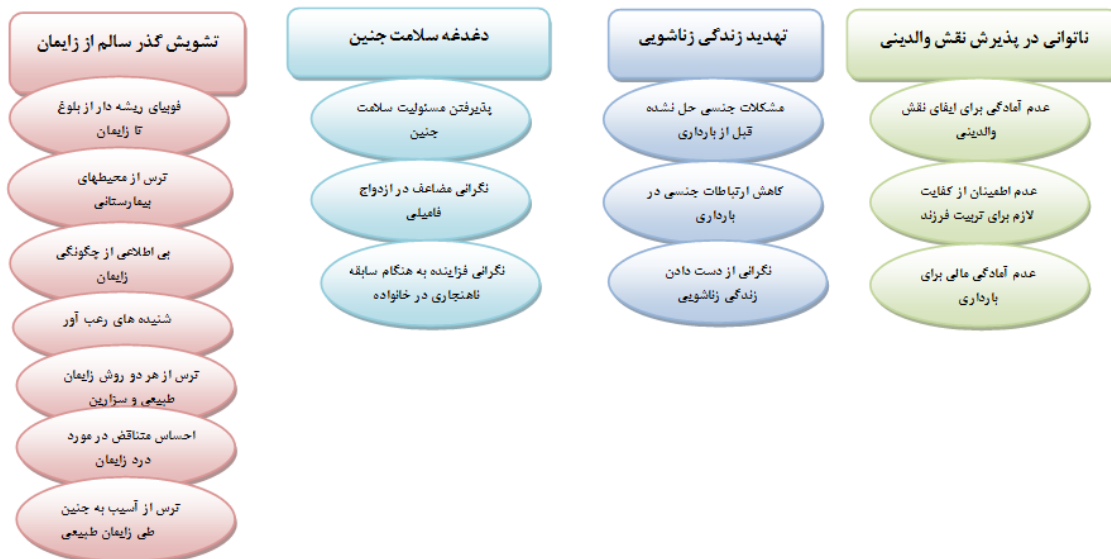 ناتوانی در پذیرش نقش والدینی
عدم آمادگی برای ایفای نقش
والدینی
عدم اطمینان از کفایت
لازم برای تربیت فرزند
عدم آمادگی مالی برای
بارداری
تهدید زندگی زناشویی
مشکلات جنسی حل نشده
قبل از بارداری
کاهش ارتباطات جنسی در
بارداری
نگرانی از دست دادن
زندگی زناشویی
دغدغه سلامت جنین
پذیرفتن مسئولیت سلامت
جنین
نگرانی مضاعف در ازدواج
فامیلی
نگرانی فزاینده به هنگام سابقه
ناهنجاری در خانواده
تشویش گذر سالم از زایمان
فوبیای ریشه دار از بلوغ
تا زایمان
ترس از محیطهای
بیمارستانی
بی اطلاعی از چگونگی
زایمان
شنیده های رعب آور
ترس از هر دو روش زایمان
طبیعی و سزارین
احساس متناقض در مورد
درد زایمان
ترس از آسیب به جنین
طی زایمان طبیعی